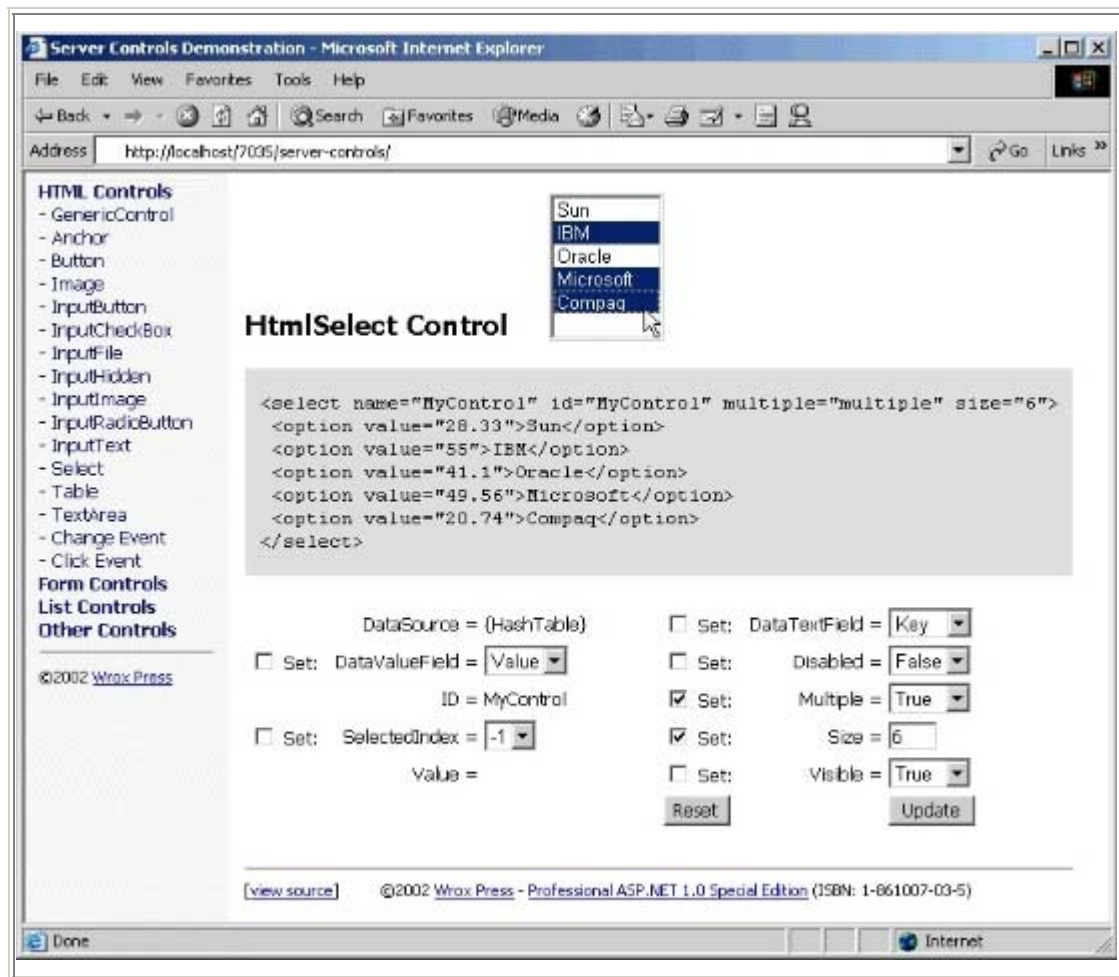 Server Controls Demonstration - Microsoft Internet Explorer
File Edit View Favorites Tools Help
Back Search Favorites Media
Address http://localhost/7035/server-controls/ Go Links »
HTML Controls
- GenericControl
- Anchor
- Button
- Image
- InputButton
- InputCheckBox
- InputFile
- InputHidden
- InputImage
- InputRadioButton
- InputText
- Select
- Table
- TextArea
- Change Event
- Click Event
Form Controls
List Controls
Other Controls
©2002 Wrox Press
Sun
IBM
Oracle
Microsoft
Compaq
HtmlSelect Control
<select name="MyControl" id="MyControl" multiple="multiple" size="6">
<option value="28.33">Sun</option>
<option value="55">IBM</option>
<option value="41.1">Oracle</option>
<option value="49.56">Microsoft</option>
<option value="20.74">Compaq</option>
</select>
DataSource = {HashTable} Set: DataTextField = Key
Set: DataValueField = Value Set: Disabled = False
ID = MyControl Set: Multiple = True
Set: SelectedIndex = -1 Set: Size = 6
Value = Set: Visible = True
Reset Update
[view source] ©2002 Wrox Press - Professional ASP.NET 1.0 Special Edition (ISBN: 1-861007-03-5)
Done Internet